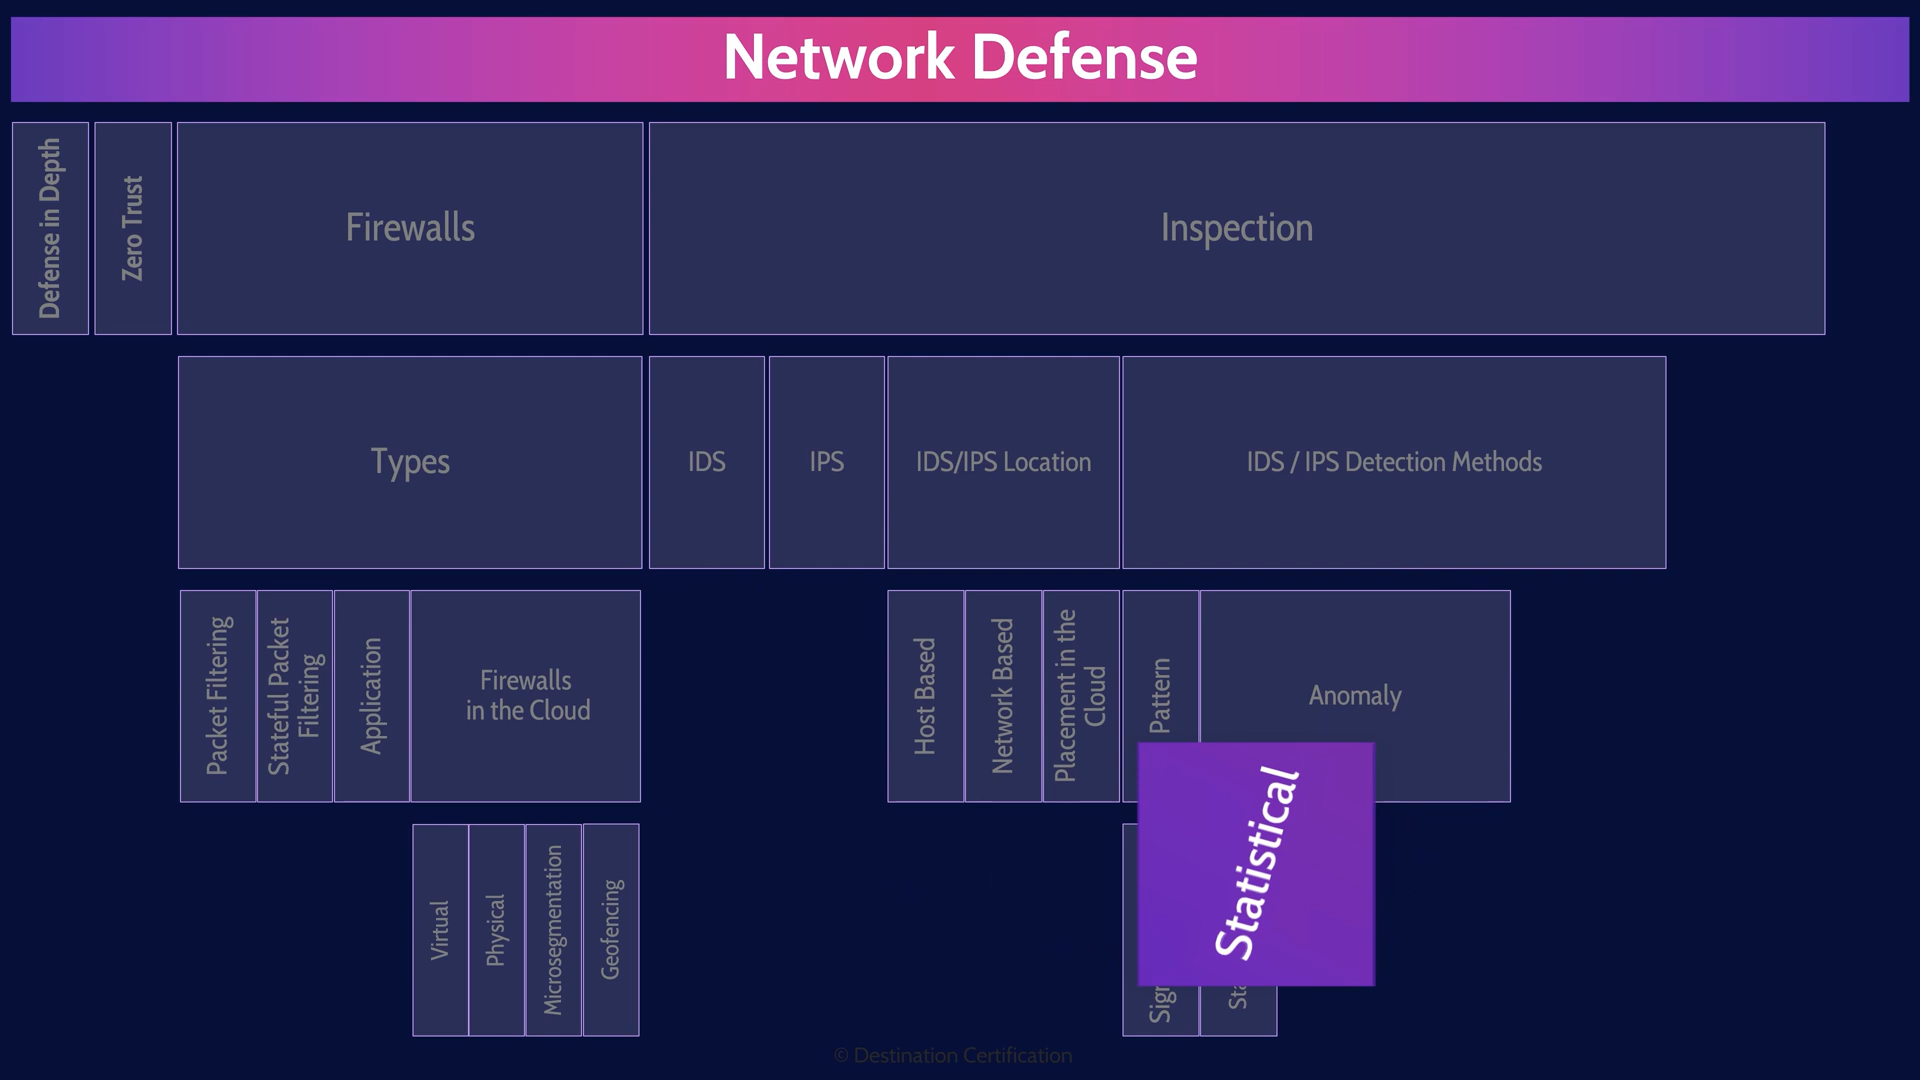 Network Defense
Defense in Depth
Zero Trust
Firewalls
Inspection
Types
IDS
IPS
IDS/IPS Location
IDS / IPS Detection Methods
Packet Filtering
Stateful Packet
Filtering
Application
Firewalls
in the Cloud
Host Based
Network Based
Placement in the
Cloud
Pattern
Anomaly
Virtual
Physical
Microsegmentation
Geofencing
Statistical
© Destination Certification